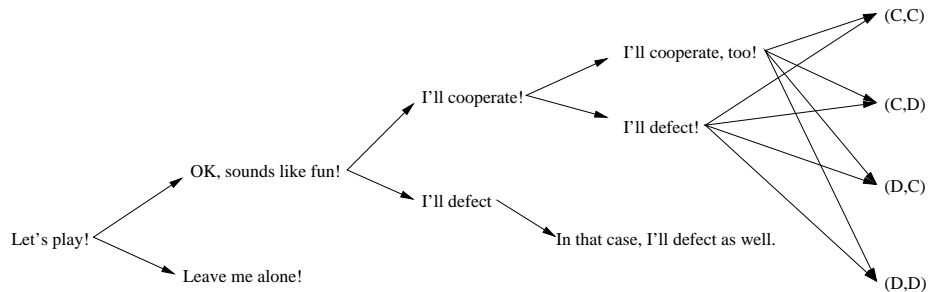 (C,C)
I’ll cooperate, too!
I’ll cooperate!
(C,D)
I’ll defect!
OK, sounds like fun!
(D,C)
I’ll defect
Let’s play!
In that case, I’ll defect as well.
Leave me alone!
(D,D)